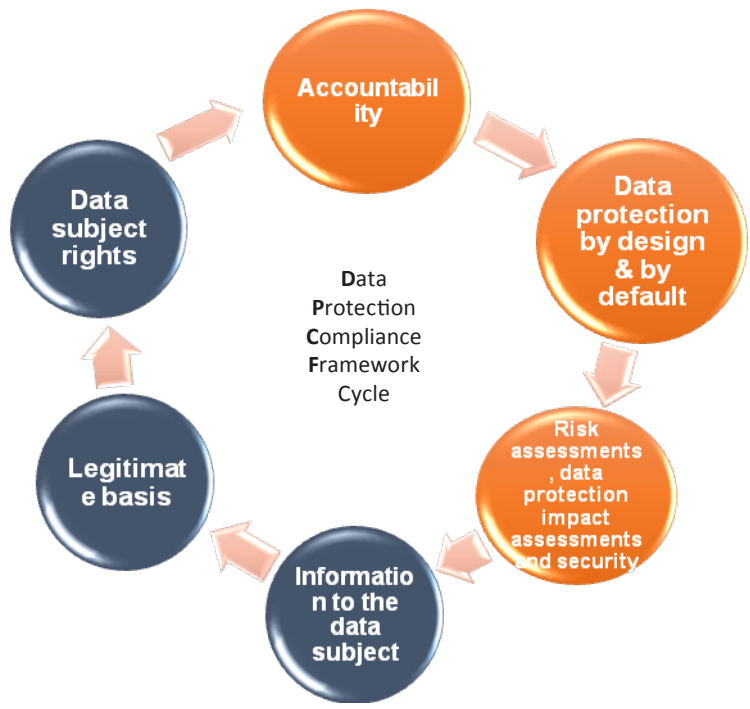 Accountabil
ity
Data
protection
by design
& by
default
Risk
assessments
, data
protection
impact
assessments
and security
Informatio
n to the
data
subject
Legitimat
e basis
Data
subject
rights
Data
Protection
Compliance
Framework
Cycle